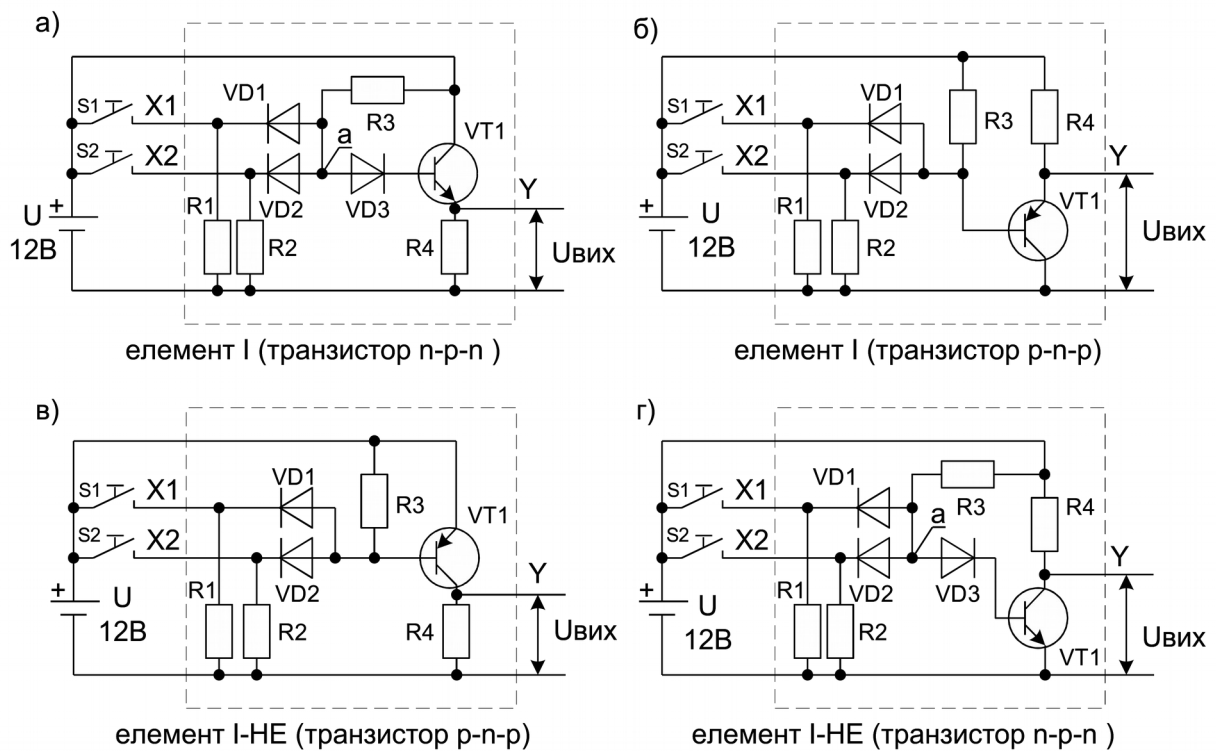 а)
S1
X1
S2
X2
VD1
VD2
R3
a
VD3
VT1
Y
R1
R2
R4
+
U
12В
Uвих
елемент І (транзистор n-p-n )
б)
S1
X1
S2
X2
VD1
VD2
R3
R4
Y
VT1
R1
R2
+
U
12В
Uвих
елемент І (транзистор p-n-p)
в)
S1
X1
S2
X2
VD1
VD2
R3
VT1
Y
R1
R2
R4
+
U
12В
Uвих
елемент І-НЕ (транзистор p-n-p)
г)
S1
X1
S2
X2
VD1
VD2
R3
a
VD3
R4
Y
VT1
R1
R2
+
U
12В
Uвих
елемент І-НЕ (транзистор n-p-n )